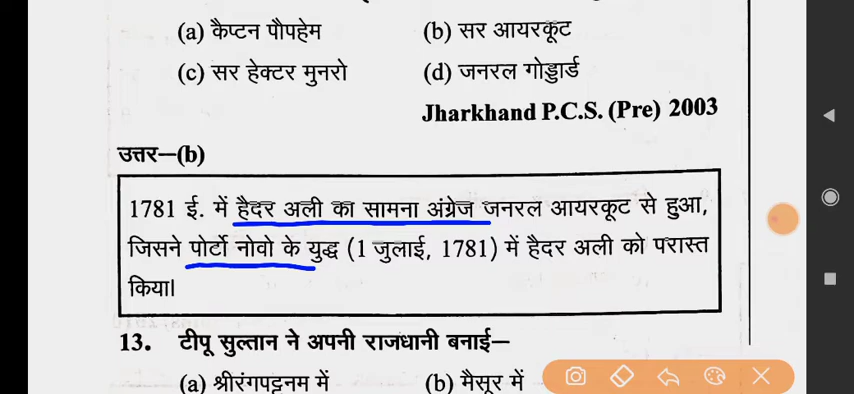 (a) कैप्टन पौपहेम (b) सर आयरकूट
(c) सर हेक्टर मुनरो (d) जनरल गोड्डार्ड
Jharkhand P.C.S. (Pre) 2003
उत्तर—(b)
1781 ई. में हैदर अली का सामना अंग्रेज जनरल आयरकूट से हुआ,
जिसने पोर्टो नोवो के युद्ध (1 जुलाई, 1781) में हैदर अली को परास्त
किया।
13. टीपू सुल्तान ने अपनी राजधानी बनाई—
(a) श्रीरंगपट्टनम में (b) मैसूर में